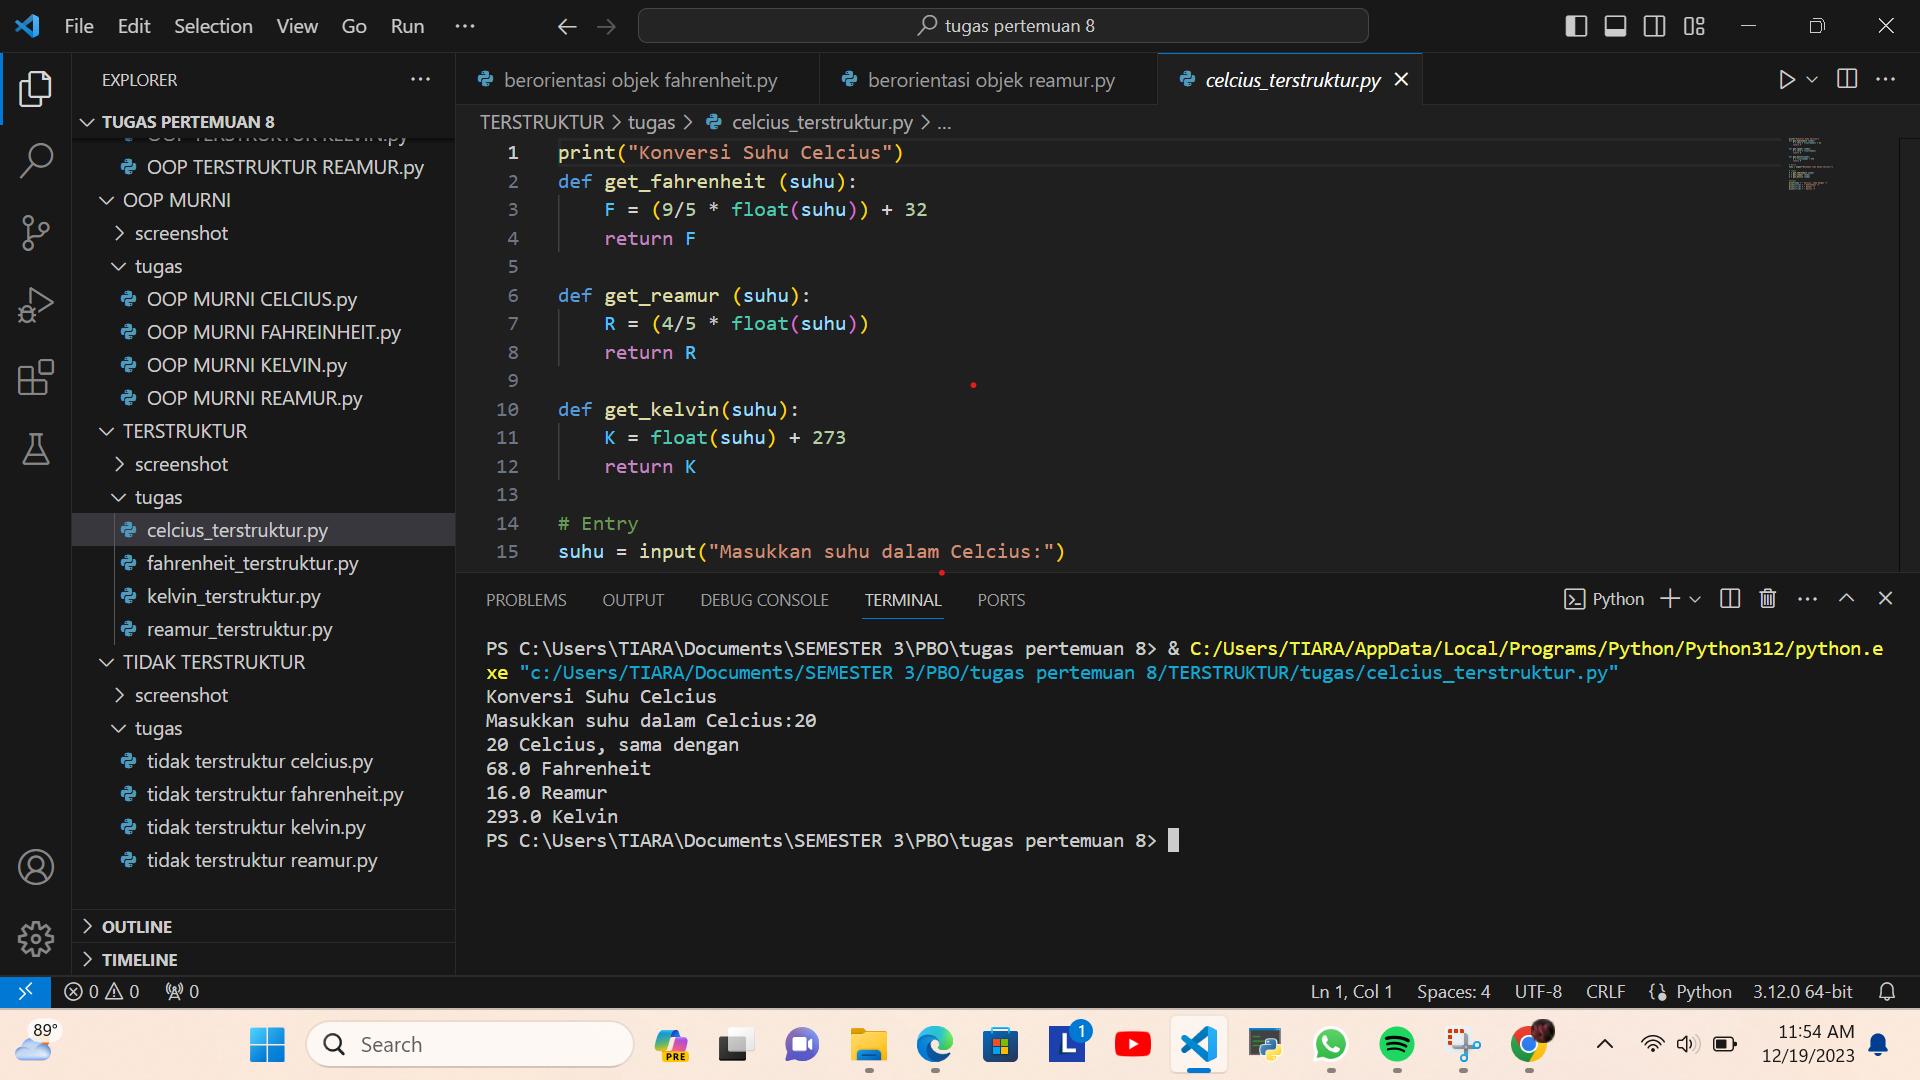 File Edit Selection View Go Run ···
tugas pertemuan 8
EXPLORER
TUGAS PERTEMUAN 8
OOP TERSTRUKTUR KELVIN.py
OOP TERSTRUKTUR REAMUR.py
OOP MURNI
screenshot
tugas
OOP MURNI CELCIUS.py
OOP MURNI FAHREINHEIT.py
OOP MURNI KELVIN.py
OOP MURNI REAMUR.py
TERSTRUKTUR
screenshot
tugas
celcius_terstruktur.py
fahrenheit_terstruktur.py
kelvin_terstruktur.py
reamur_terstruktur.py
TIDAK TERSTRUKTUR
screenshot
tugas
tidak terstruktur celcius.py
tidak terstruktur fahrenheit.py
tidak terstruktur kelvin.py
tidak terstruktur reamur.py
OUTLINE
TIMELINE
berorientasi objek fahrenheit.py berorientasi objek reamur.py celcius_terstruktur.py
TERSTRUKTUR > tugas > celcius_terstruktur.py > ...
1 print("Konversi Suhu Celcius")
2 def get_fahrenheit (suhu):
3 F = (9/5 * float(suhu)) + 32
4 return F
5
6 def get_reamur (suhu):
7 R = (4/5 * float(suhu))
8 return R
9
10 def get_kelvin(suhu):
11 K = float(suhu) + 273
12 return K
13
14 # Entry
15 suhu = input("Masukkan suhu dalam Celcius:")
PROBLEMS OUTPUT DEBUG CONSOLE TERMINAL PORTS
Python
PS C:\Users\TIARA\Documents\SEMESTER 3\PBO\tugas pertemuan 8> & C:/Users/TIARA/AppData/Local/Programs/Python/Python312/python.e
xe "c:/Users/TIARA/Documents/SEMESTER 3/PBO/tugas pertemuan 8/TERSTRUKTUR/tugas/celcius_terstruktur.py"
Konversi Suhu Celcius
Masukkan suhu dalam Celcius:20
20 Celcius, sama dengan
68.0 Fahrenheit
16.0 Reamur
293.0 Kelvin
PS C:\Users\TIARA\Documents\SEMESTER 3\PBO\tugas pertemuan 8>
0 0 0
Ln 1, Col 1 Spaces: 4 UTF-8 CRLF Python 3.12.0 64-bit
89°
Search
PRE
L
1
11:54 AM
12/19/2023